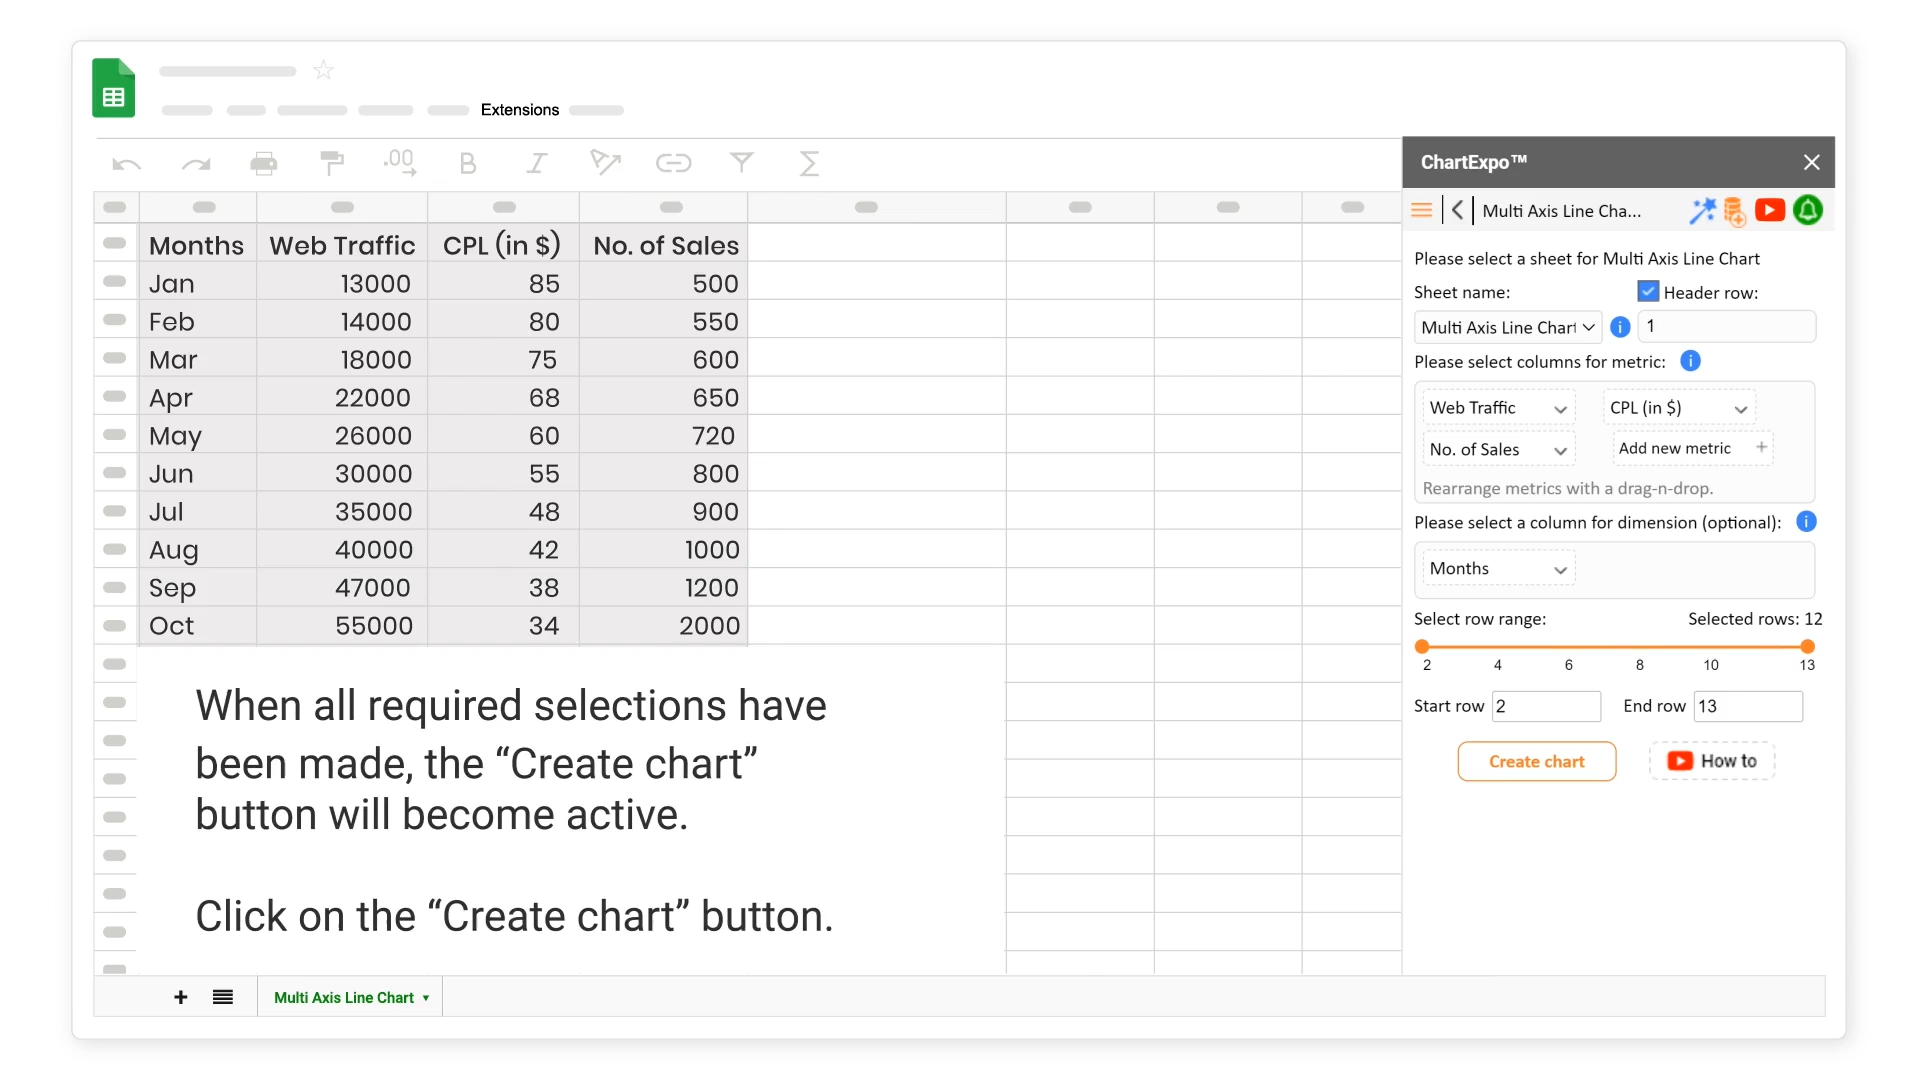 Extensions
.00
B
I
Σ
Months Web Traffic CPL (in $) No. of Sales
Jan 13000 85 500
Feb 14000 80 550
Mar 18000 75 600
Apr 22000 68 650
May 26000 60 720
Jun 30000 55 800
Jul 35000 48 900
Aug 40000 42 1000
Sep 47000 38 1200
Oct 55000 34 2000
When all required selections have
been made, the “Create chart”
button will become active.
Click on the “Create chart” button.
Multi Axis Line Chart
ChartExpo™
Multi Axis Line Cha...
Please select a sheet for Multi Axis Line Chart
Sheet name: Header row:
Multi Axis Line Chart 1
Please select columns for metric:
Web Traffic CPL (in $)
No. of Sales Add new metric +
Rearrange metrics with a drag-n-drop.
Please select a column for dimension (optional):
Months
Select row range: Selected rows: 12
2 4 6 8 10 13
Start row 2 End row 13
Create chart How to